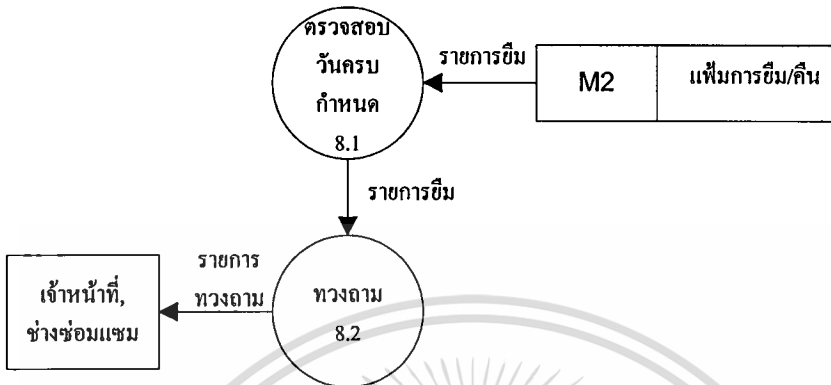 ตรวจสอบ
วันครบ
กำหนด
8.1
รายการยืม
M2
แฟ้มการยืม/คืน
รายการยืม
เจ้าหน้าที่,
ช่างซ่อมแซม
รายการ
ทวงถาม
ทวงถาม
8.2